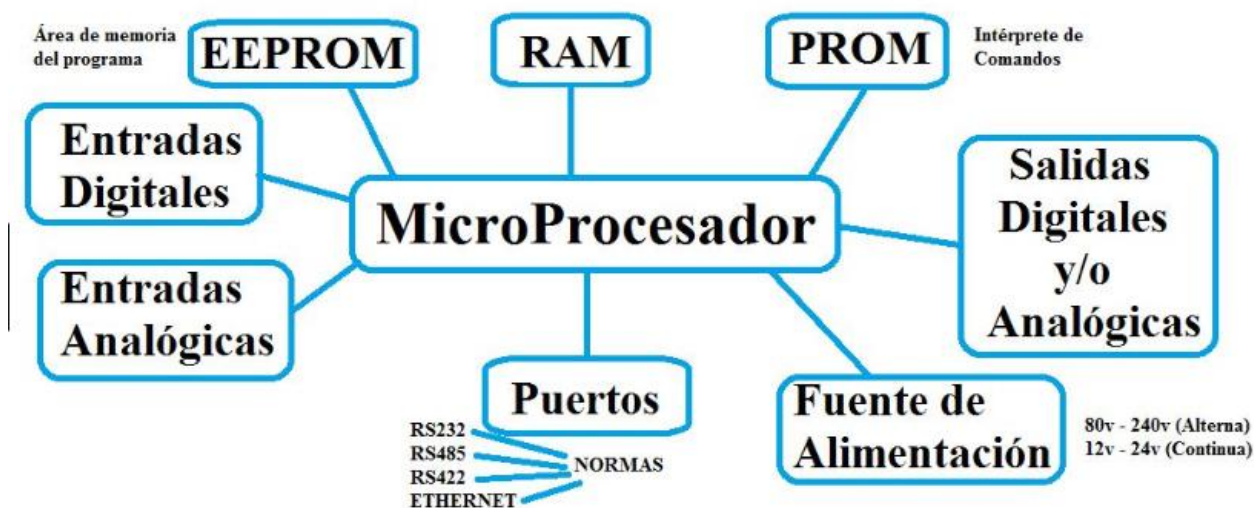 Área de memoria
del programa
EEPROM
RAM
PROM
Intérprete de
Comandos
Entradas
Digitales
MicroProcesador
Salidas
Digitales
y/o
Analógicas
Entradas
Analógicas
Puertos
RS232
RS485
RS422
ETHERNET
NORMAS
Fuente de
Alimentación
80v - 240v (Alterna)
12v - 24v (Continua)